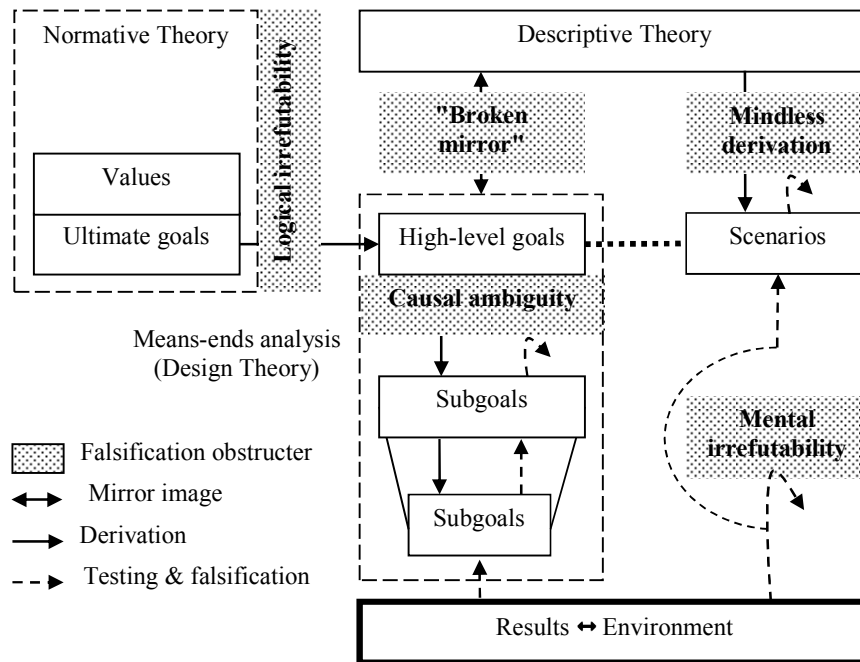 Normative Theory
Logical irrefutability
Values
Ultimate goals
Descriptive Theory
"Broken
mirror"
Mindless
derivation
High-level goals
Scenarios
Causal ambiguity
Means-ends analysis
(Design Theory)
Subgoals
Subgoals
Mental
irrefutability
Falsification obstructer
Mirror image
Derivation
Testing & falsification
Results ↔ Environment